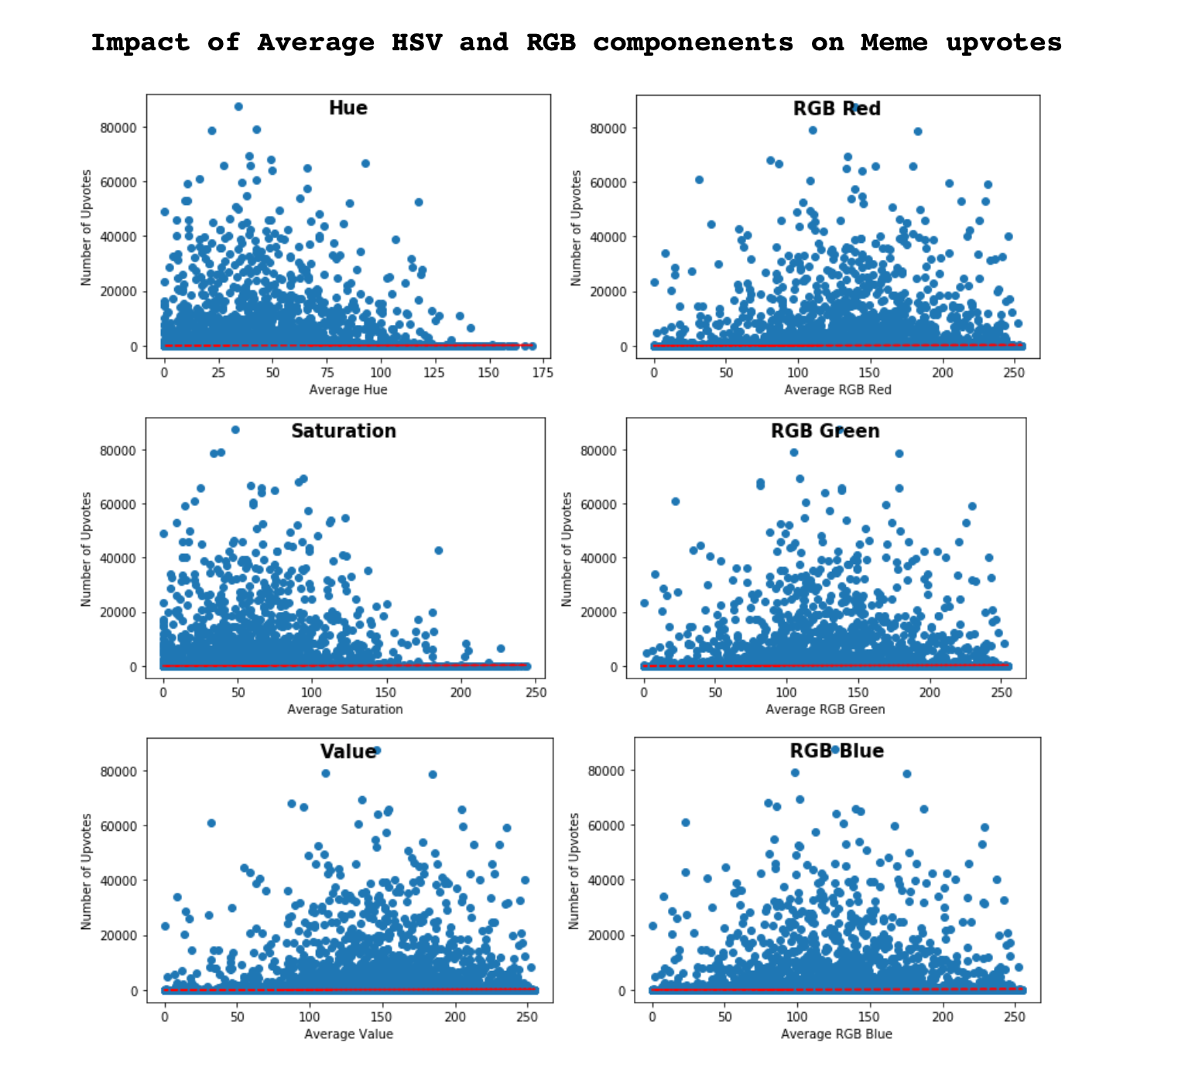 Impact of Average HSV and RGB componenents on Meme upvotes
Hue
Number of Upvotes
80000
60000
40000
20000
0
0 25 50 75 100 125 150 175
Average Hue
RGB Red
Number of Upvotes
80000
60000
40000
20000
0
0 50 100 150 200 250
Average RGB Red
Saturation
Number of Upvotes
80000
60000
40000
20000
0
0 50 100 150 200 250
Average Saturation
RGB Green
Number of Upvotes
80000
60000
40000
20000
0
0 50 100 150 200 250
Average RGB Green
Value
Number of Upvotes
80000
60000
40000
20000
0
0 50 100 150 200 250
Average Value
RGB Blue
Number of Upvotes
80000
60000
40000
20000
0
0 50 100 150 200 250
Average RGB Blue